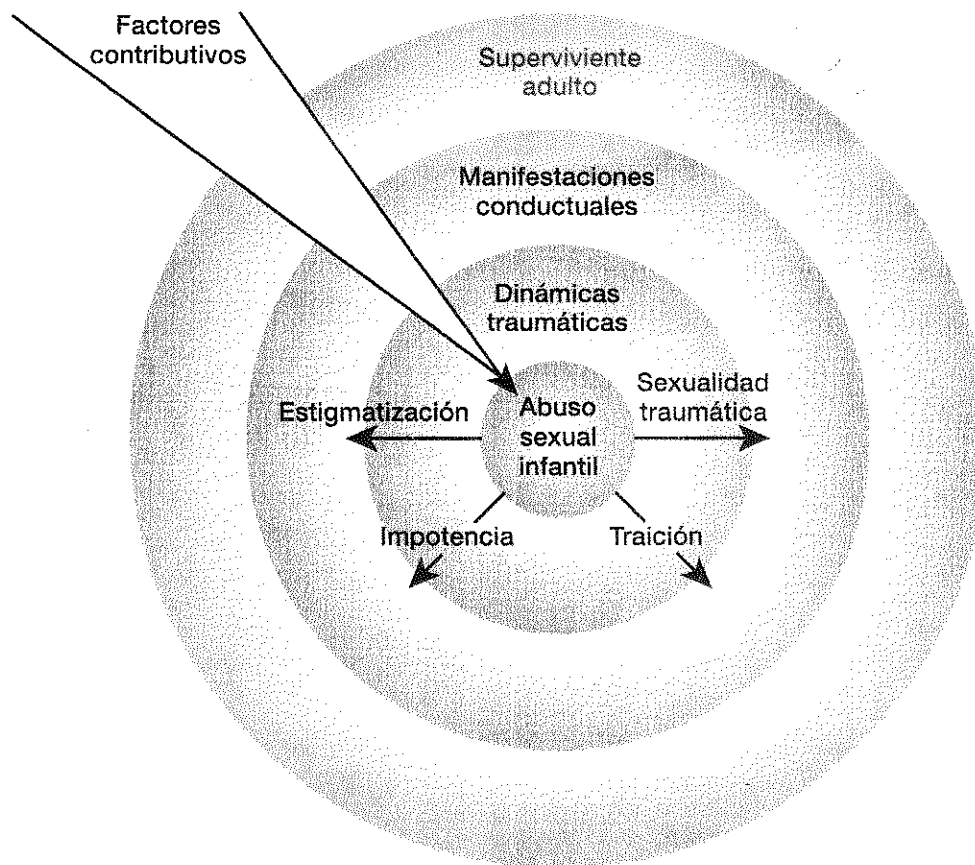 Factores
contributivos
Superviviente
adulto
Manifestaciones
conductuales
Dinámicas
traumáticas
Estigmatización
Abuso
sexual
infantil
Sexualidad
traumática
Impotencia
Traición